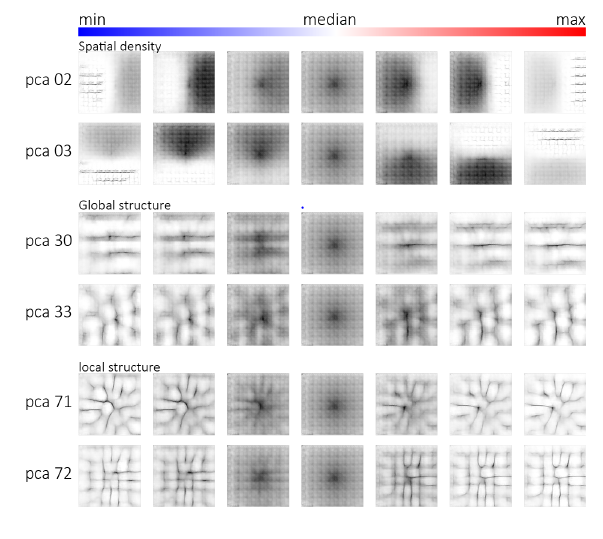 min median max
Spatial density
pca 02
pca 03
Global structure
pca 30
pca 33
local structure
pca 71
pca 72